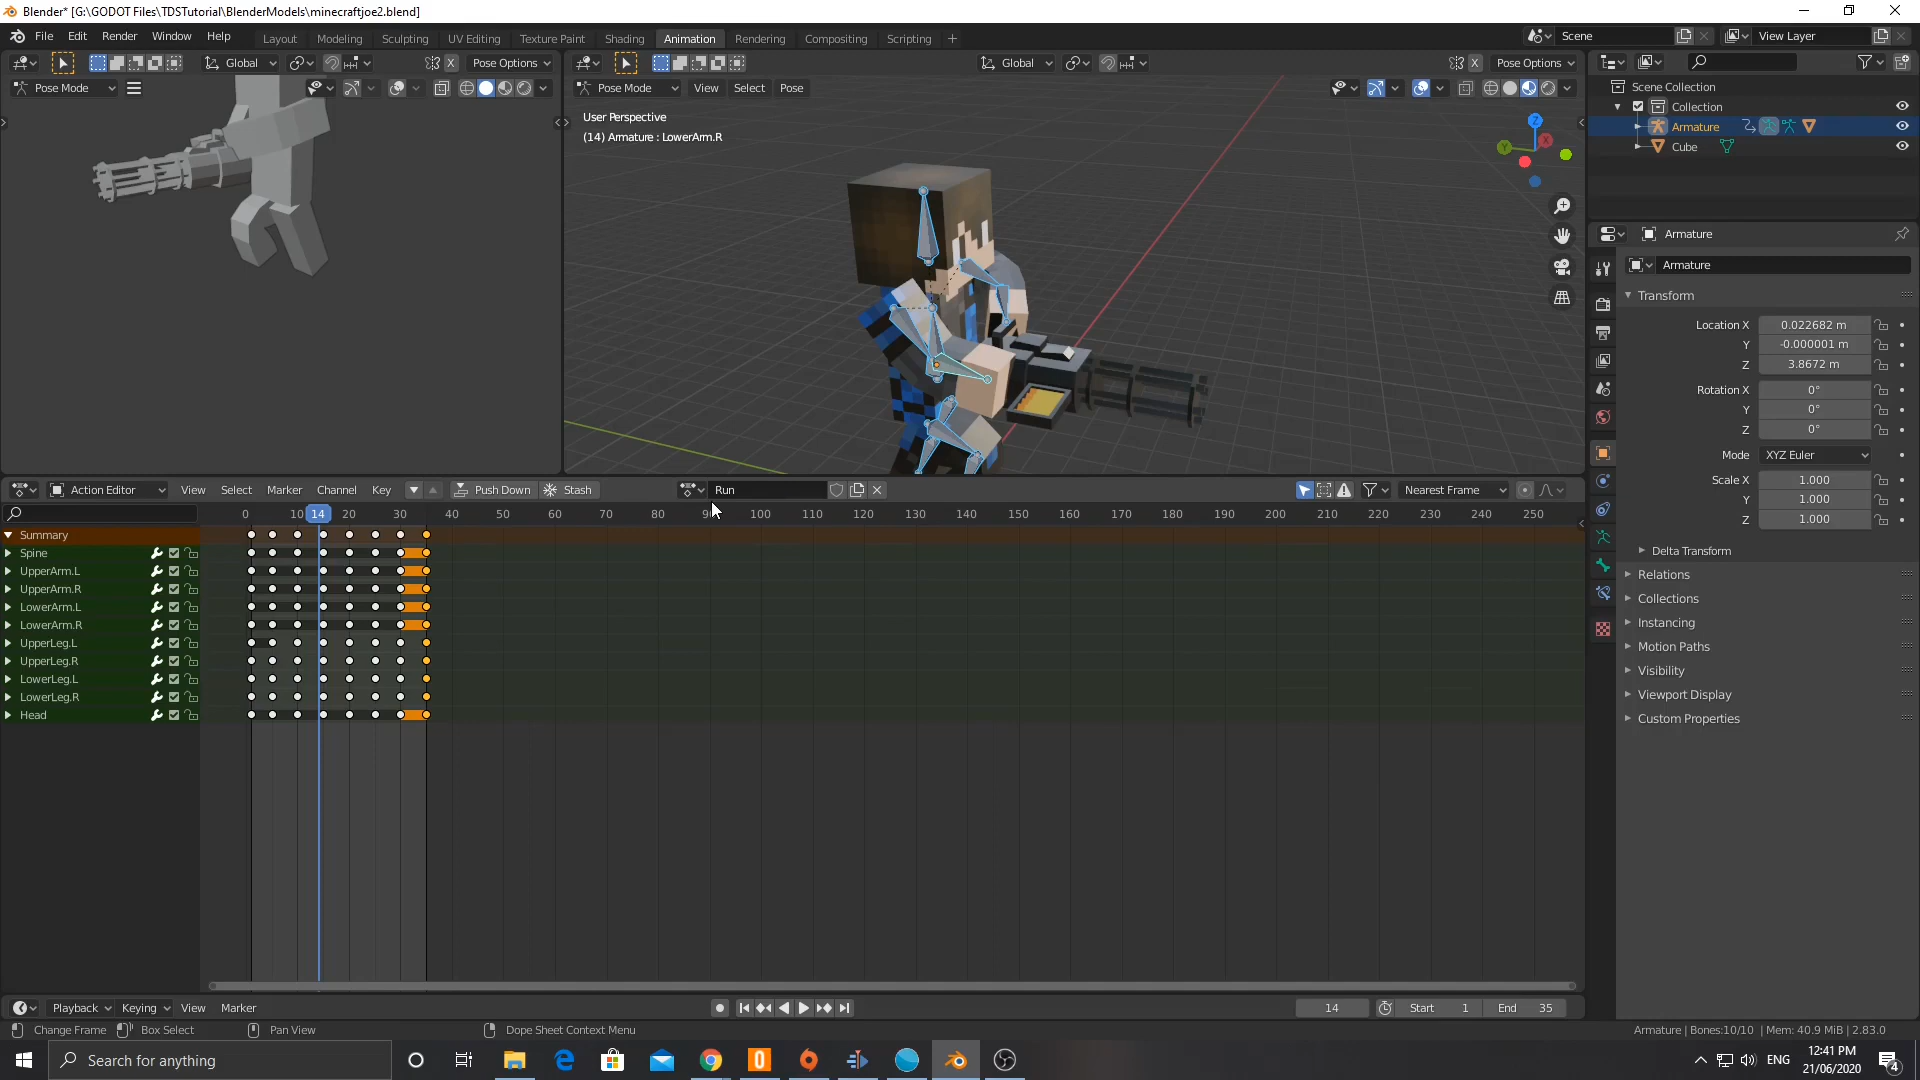 Blender* [G:\GODOT Files\TDSTutorial\BlenderModels\minecraftjoe2.blend]
File Edit Render Window Help Layout Modeling Sculpting UV Editing Texture Paint Shading Animation Rendering Compositing Scripting + Scene View Layer
Global Pose Options Global Pose Options
Pose Mode Pose Mode View Select Pose
User Perspective
(14) Armature : LowerArm.R
Z
X
Y
Scene Collection
Collection
Armature
Cube
Armature
Armature
Transform
Location X 0.022682 m
Y -0.000001 m
Z 3.8672 m
Rotation X 0°
Y 0°
Z 0°
Mode XYZ Euler
Scale X 1.000
Y 1.000
Z 1.000
Delta Transform
Relations
Collections
Instancing
Motion Paths
Visibility
Viewport Display
Custom Properties
Action Editor View Select Marker Channel Key Push Down Stash Run Nearest Frame
0 10 14 20 30 40 50 60 70 80 90 100 110 120 130 140 150 160 170 180 190 200 210 220 230 240 250
Summary
Spine
UpperArm.L
UpperArm.R
LowerArm.L
LowerArm.R
UpperLeg.L
UpperLeg.R
LowerLeg.L
LowerLeg.R
Head
Playback Keying View Marker 14 Start 1 End 35
Change Frame Box Select Pan View Dope Sheet Context Menu Armature | Bones:10/10 | Mem: 40.9 MiB | 2.83.0
Search for anything ENG 12:41 PM
21/06/2020 4